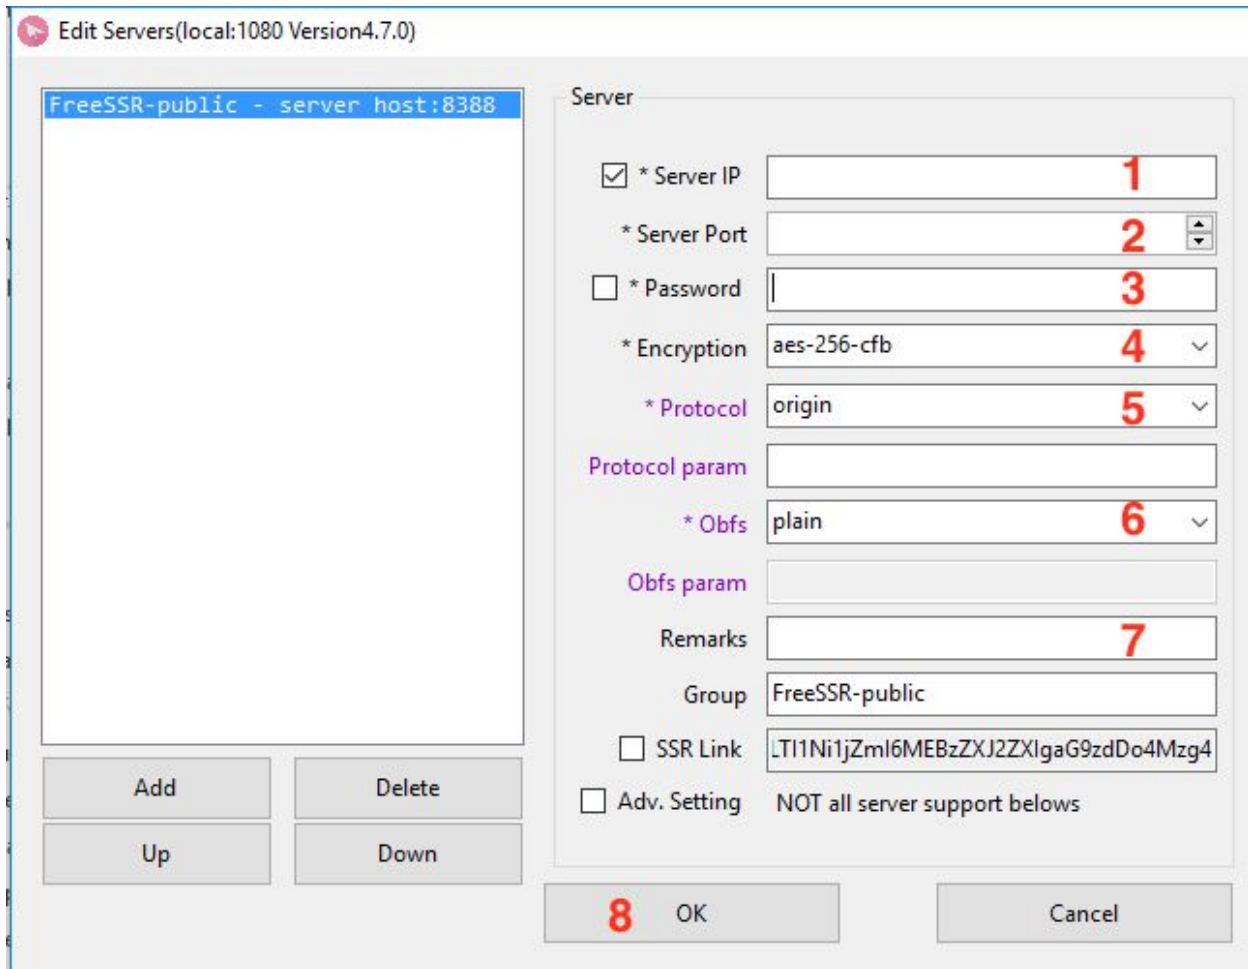 Edit Servers(local:1080 Version4.7.0)
FreeSSR-public - server host:8388
Server
* Server IP 1
* Server Port 2
* Password 3
* Encryption aes-256-cfb 4
* Protocol origin 5
Protocol param
* Obfs plain 6
Obfs param
Remarks 7
Group FreeSSR-public
SSR Link LTI1Ni1jZmI6MEBzZXJ2ZXIgaG9zdDo4Mzg4
Adv. Setting NOT all server support belows
Add Delete
Up Down
8 OK Cancel